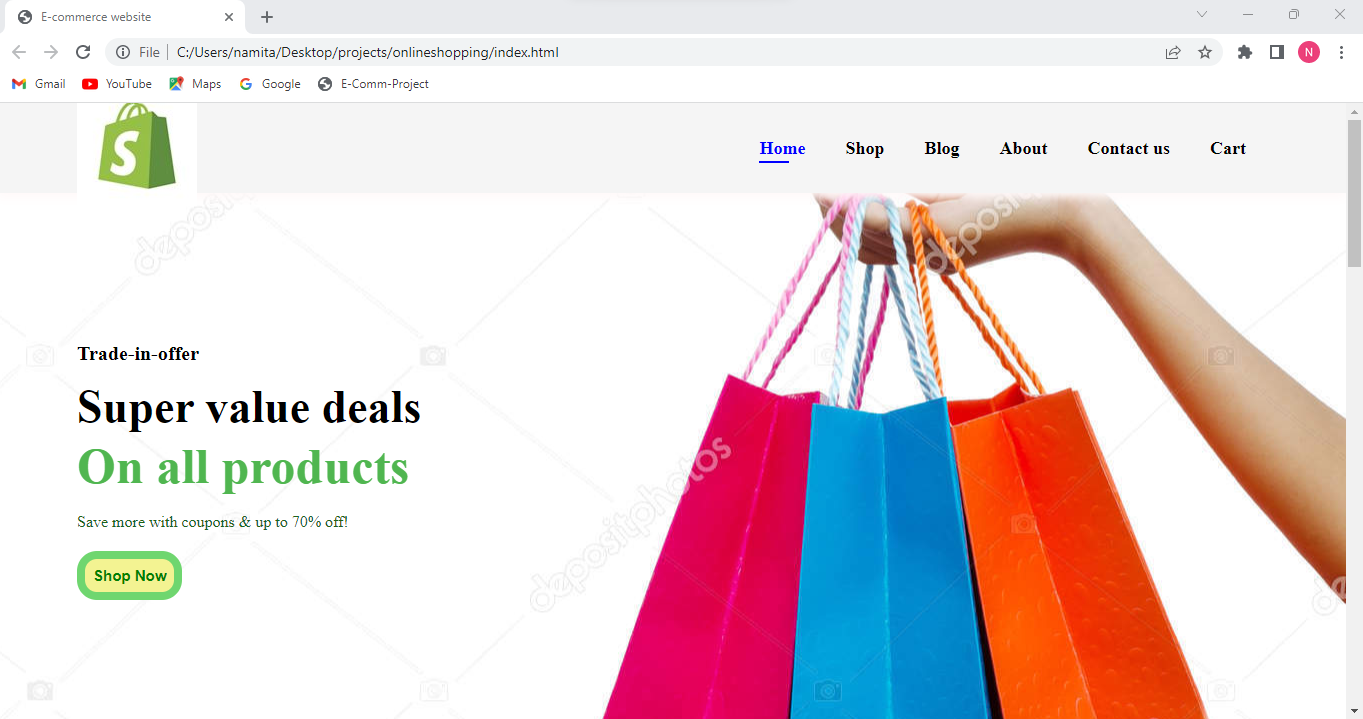 E-commerce website
File C:/Users/namita/Desktop/projects/onlineshopping/index.html
N
Gmail YouTube Maps Google E-Comm-Project
S
Home Shop Blog About Contact us Cart
depositphotos
depositphotos
Trade-in-offer
Super value deals
On all products
depositphotos
Save more with coupons & up to 70% off!
Shop Now